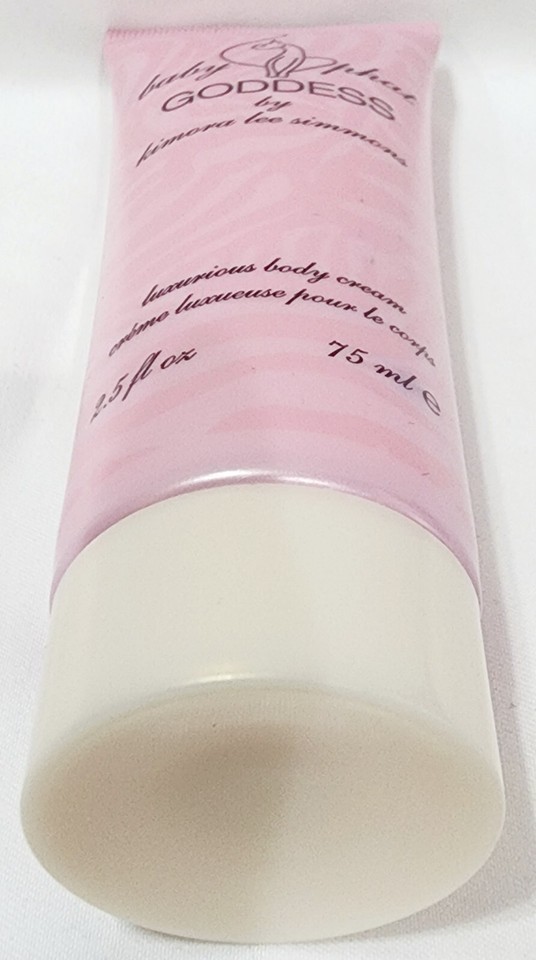 baby phat
GODDESS
by
kimora lee simmons
luxurious body cream
crème luxueuse pour le corps
2.5 fl oz 75 ml e